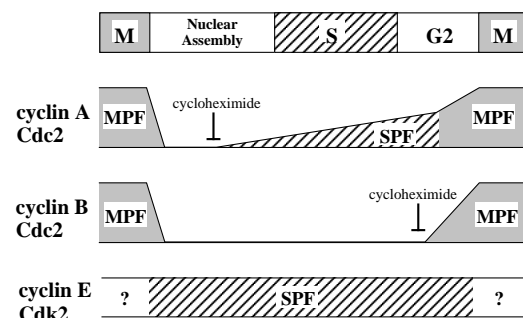 M Nuclear Assembly S G2 M
cycloheximide
cyclin A
Cdc2
MPF SPF MPF
cycloheximide
cyclin B
Cdc2
MPF MPF
cyclin E
Cdk2
? SPF ?